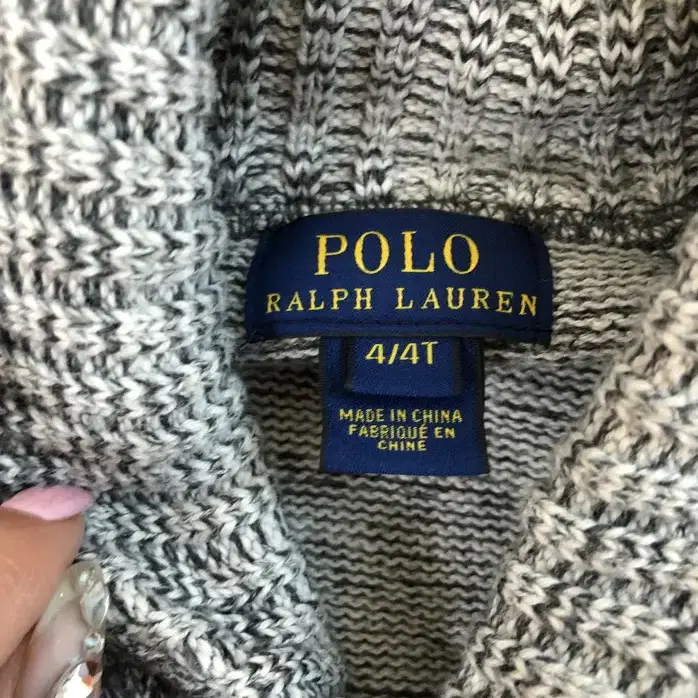 POLO
RALPH LAUREN
4/4T
MADE IN CHINA
FABRIQUÉ EN
CHINE